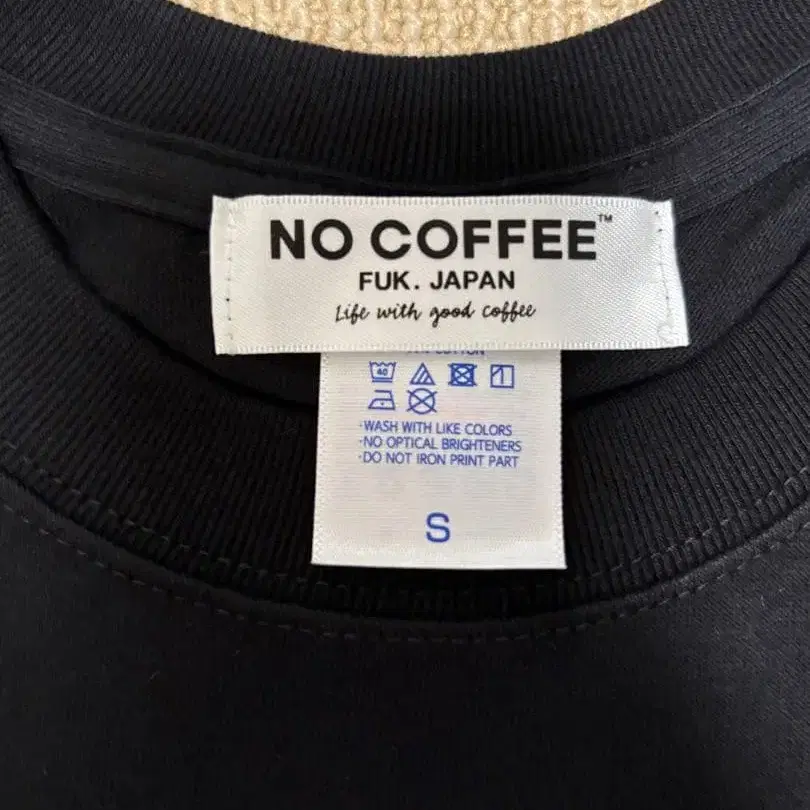 NO COFFEE™
FUK. JAPAN
Life with good coffee
COTTON
40
·WASH WITH LIKE COLORS
·NO OPTICAL BRIGHTENERS
·DO NOT IRON PRINT PART
S